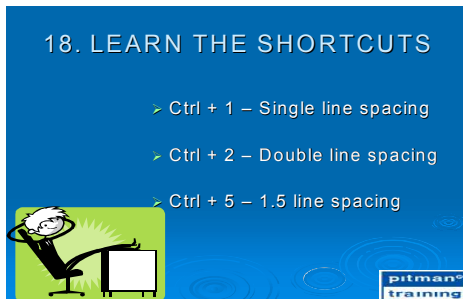 18. LEARN THE SHORTCUTS
Ctrl + 1 – Single line spacing
Ctrl + 2 – Double line spacing
Ctrl + 5 – 1.5 line spacing
pitman
training